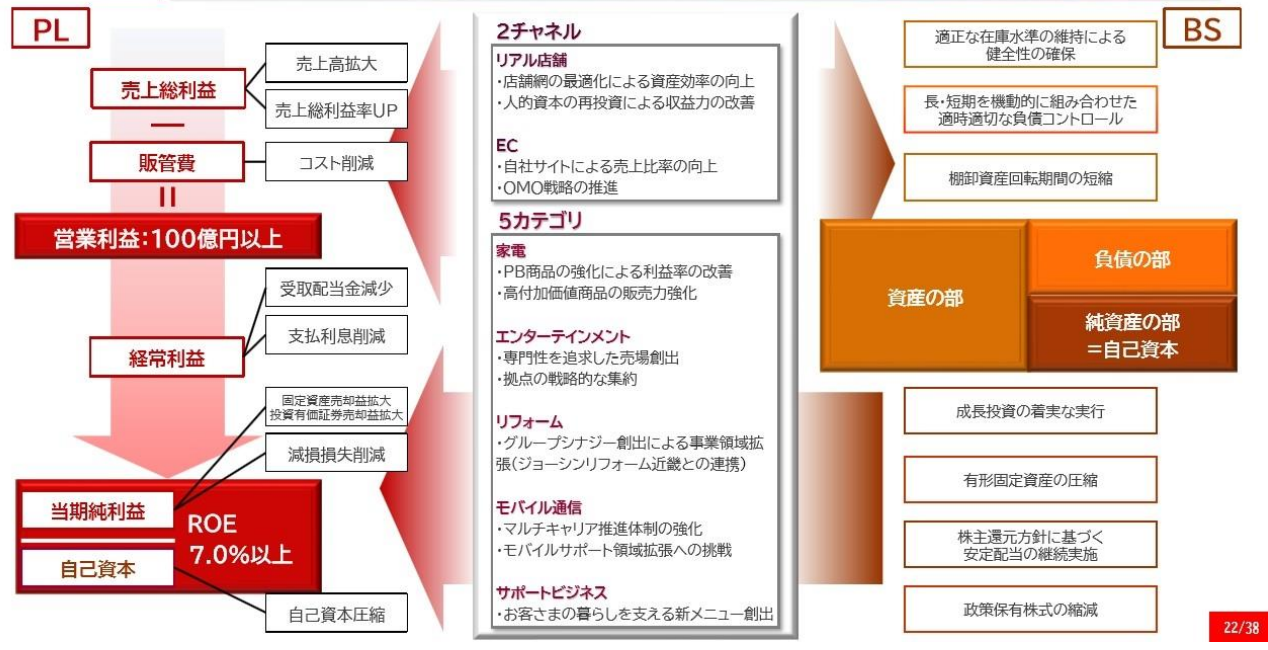 PL
売上総利益
売上高拡大
売上総利益率UP
ー
販管費
コスト削減
=
営業利益:100億円以上
受取配当金減少
支払利息削減
経常利益
固定資産売却益拡大
投資有価証券売却益拡大
減損損失削減
当期純利益
自己資本
ROE
7.0%以上
自己資本圧縮
2チャネル
リアル店舗
・店舗網の最適化による資産効率の向上
・人的資本の再投資による収益力の改善
EC
・自社サイトによる売上比率の向上
・OMO戦略の推進
5カテゴリ
家電
・PB商品の強化による利益率の改善
・高付加価値商品の販売力強化
エンターテインメント
・専門性を追求した売場創出
・拠点の戦略的な集約
リフォーム
・グループシナジー創出による事業領域拡
張(ジョーシンリフォーム近畿との連携)
モバイル通信
・マルチキャリア推進体制の強化
・モバイルサポート領域拡張への挑戦
サポートビジネス
・お客さまの暮らしを支える新メニュー創出
BS
適正な在庫水準の維持による
健全性の確保
長・短期を機動的に組み合わせた
適時適切な負債コントロール
棚卸資産回転期間の短縮
資産の部
負債の部
純資産の部
=自己資本
成長投資の着実な実行
有形固定資産の圧縮
株主還元方針に基づく
安定配当の継続実施
政策保有株式の縮減
22/38